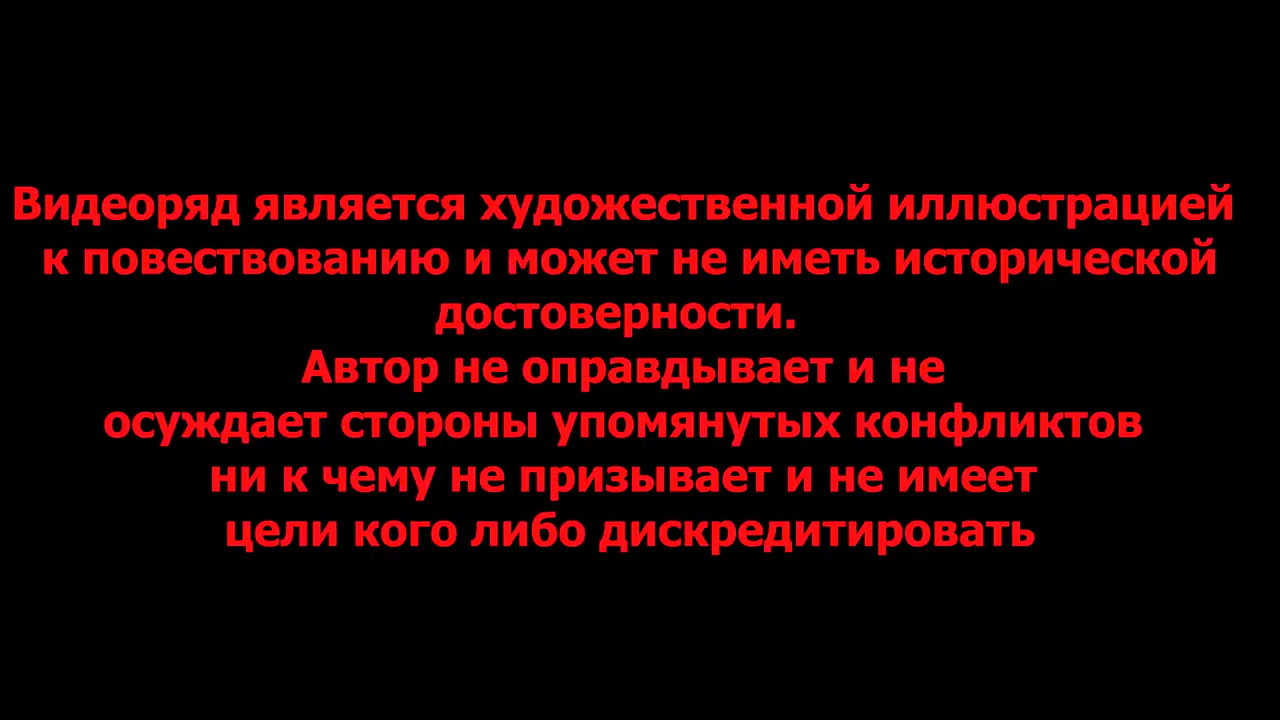 Видеоряд является художественной иллюстрацией
к повествованию и может не иметь исторической
достоверности.
Автор не оправдывает и не
осуждает стороны упомянутых конфликтов
ни к чему не призывает и не имеет
цели кого либо дискредитировать